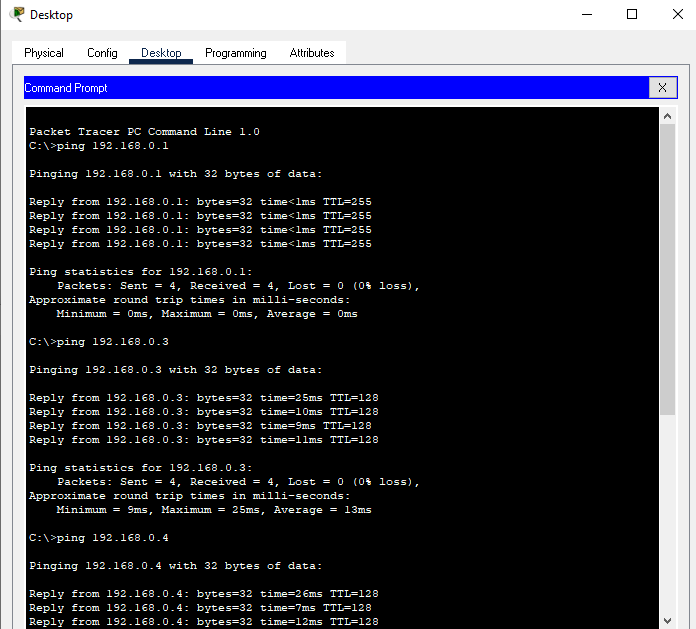 Desktop
Physical Config Desktop Programming Attributes
Command Prompt X
Packet Tracer PC Command Line 1.0
C:\>ping 192.168.0.1
Pinging 192.168.0.1 with 32 bytes of data:
Reply from 192.168.0.1: bytes=32 time<1ms TTL=255
Reply from 192.168.0.1: bytes=32 time<1ms TTL=255
Reply from 192.168.0.1: bytes=32 time<1ms TTL=255
Reply from 192.168.0.1: bytes=32 time<1ms TTL=255
Ping statistics for 192.168.0.1:
    Packets: Sent = 4, Received = 4, Lost = 0 (0% loss),
Approximate round trip times in milli-seconds:
    Minimum = 0ms, Maximum = 0ms, Average = 0ms
C:\>ping 192.168.0.3
Pinging 192.168.0.3 with 32 bytes of data:
Reply from 192.168.0.3: bytes=32 time=25ms TTL=128
Reply from 192.168.0.3: bytes=32 time=10ms TTL=128
Reply from 192.168.0.3: bytes=32 time=9ms TTL=128
Reply from 192.168.0.3: bytes=32 time=11ms TTL=128
Ping statistics for 192.168.0.3:
    Packets: Sent = 4, Received = 4, Lost = 0 (0% loss),
Approximate round trip times in milli-seconds:
    Minimum = 9ms, Maximum = 25ms, Average = 13ms
C:\>ping 192.168.0.4
Pinging 192.168.0.4 with 32 bytes of data:
Reply from 192.168.0.4: bytes=32 time=26ms TTL=128
Reply from 192.168.0.4: bytes=32 time=7ms TTL=128
Reply from 192.168.0.4: bytes=32 time=12ms TTL=128